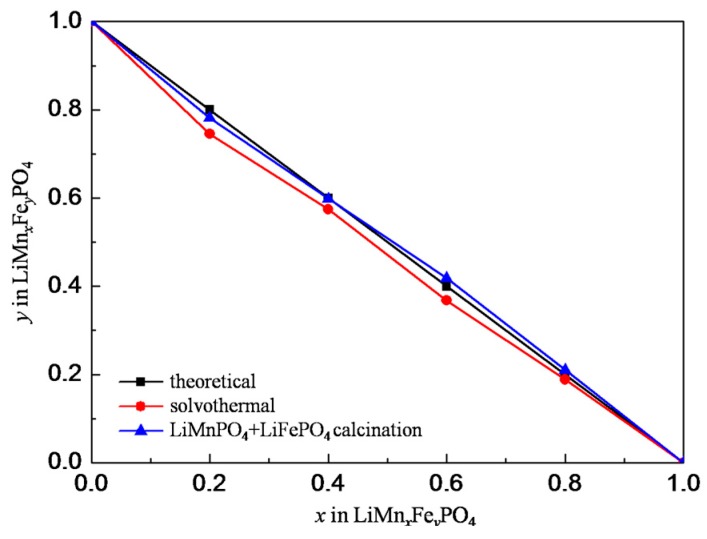 1.0
0.8
0.6
0.4
0.2
0.0
y in LiMnxFeyPO4
theoretical
solvothermal
LiMnPO4+LiFePO4 calcination
0.0 0.2 0.4 0.6 0.8 1.0
x in LiMnxFeyPO4